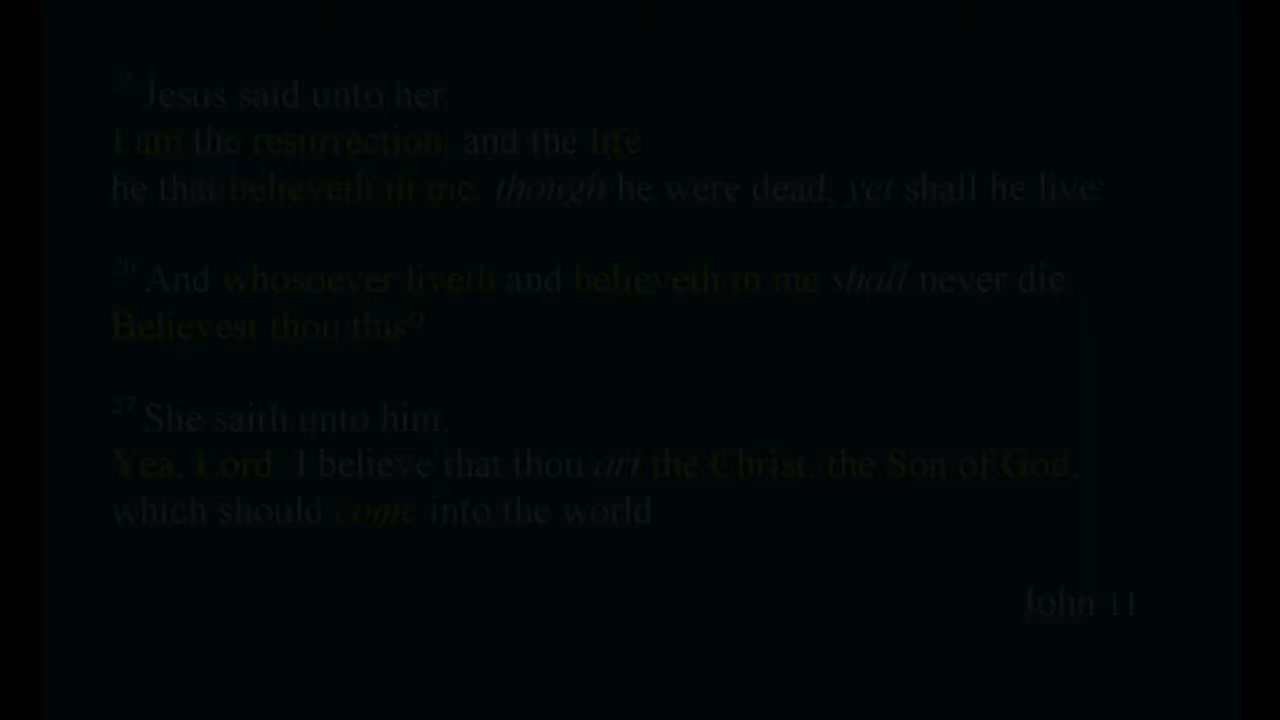 25 Jesus said unto her,
I am the resurrection, and the life
he that believeth in me, though he were dead, yet shall he live:
26 And whosoever liveth and believeth in me shall never die.
Believest thou this?
27 She saith unto him,
Yea, Lord: I believe that thou art the Christ, the Son of God,
which should come into the world
John 11